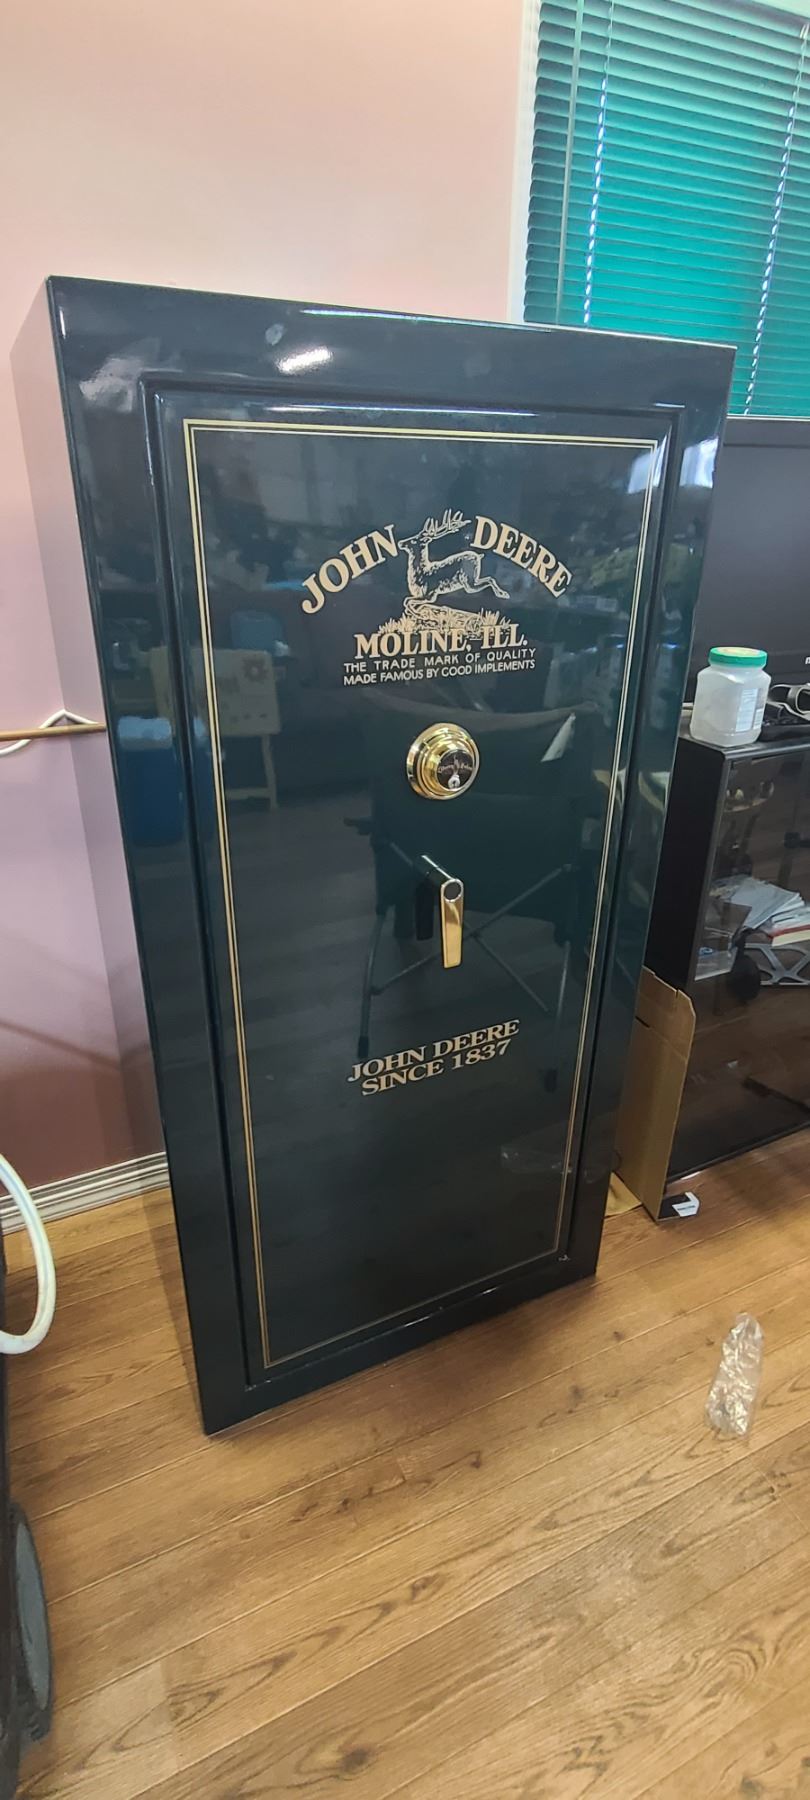 JOHN DEERE
MOLINE, ILL.
THE TRADE MARK OF QUALITY
MADE FAMOUS BY GOOD IMPLEMENTS
JOHN DEERE
SINCE 1837